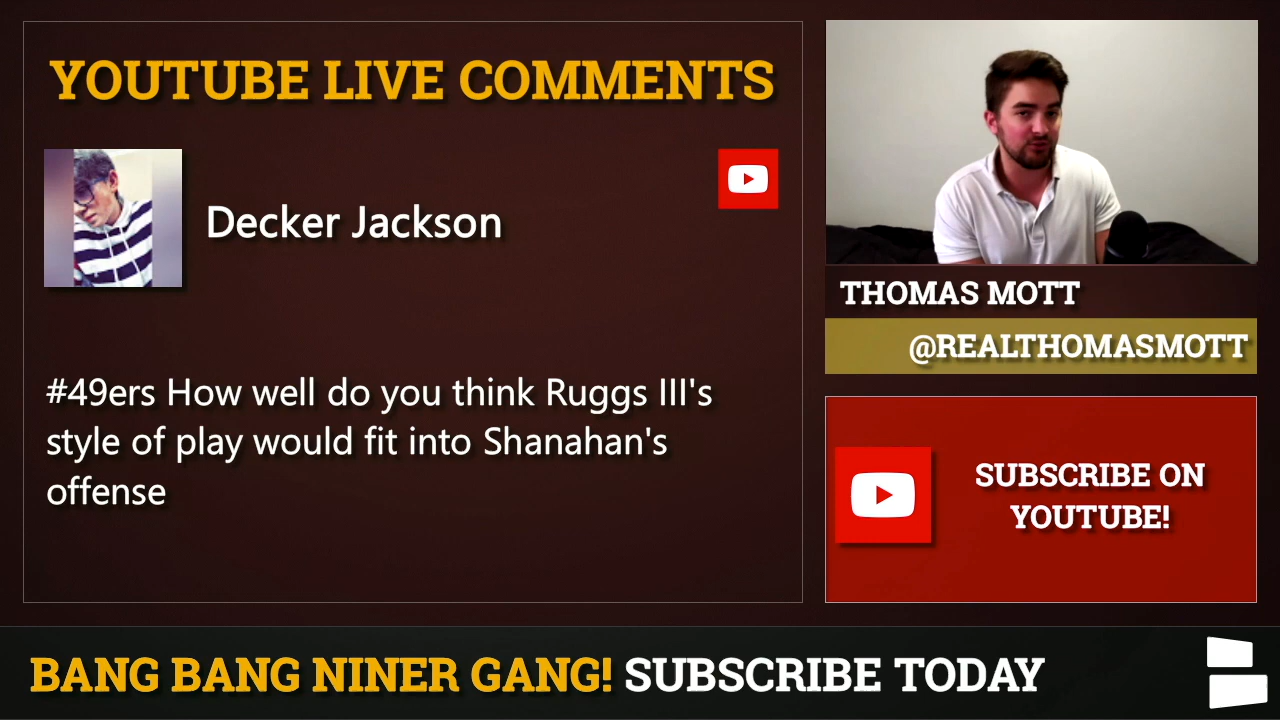 YOUTUBE LIVE COMMENTS
Decker Jackson
#49ers How well do you think Ruggs III's
style of play would fit into Shanahan's
offense
THOMAS MOTT
@REALTHOMASMOTT
SUBSCRIBE ON
YOUTUBE!
BANG BANG NINER GANG! SUBSCRIBE TODAY